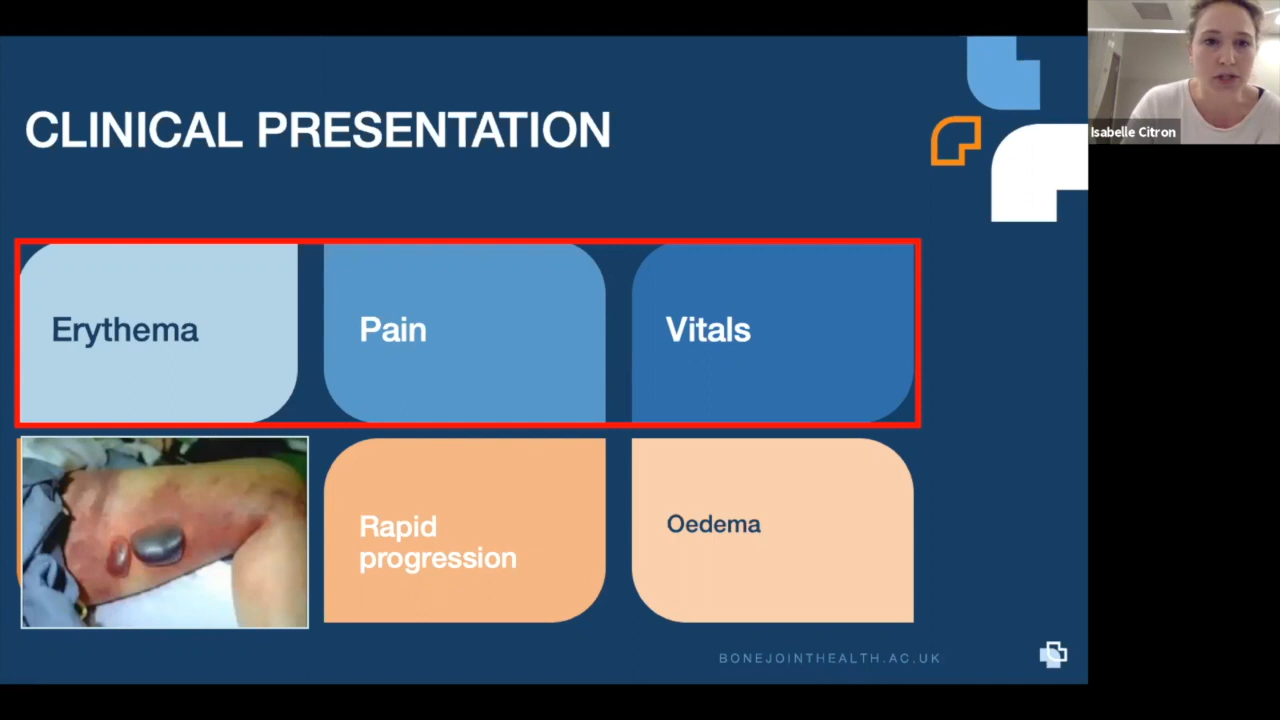 CLINICAL PRESENTATION
Isabelle Citron
Erythema
Pain
Vitals
Rapid
progression
Oedema
BONEJOINTHEALTH.AC.UK